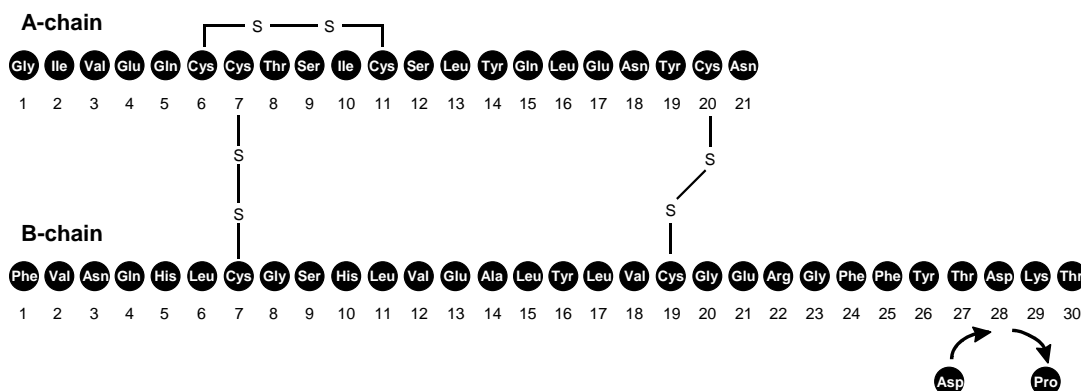 A-chain
S S
Gly Ile Val Glu Gln Cys Cys Thr Ser Ile Cys Ser Leu Tyr Gln Leu Glu Asn Tyr Cys Asn
1 2 3 4 5 6 7 8 9 10 11 12 13 14 15 16 17 18 19 20 21
S S
S S
B-chain
Phe Val Asn Gln His Leu Cys Gly Ser His Leu Val Glu Ala Leu Tyr Leu Val Cys Gly Glu Arg Gly Phe Phe Tyr Thr Asp Lys Thr
1 2 3 4 5 6 7 8 9 10 11 12 13 14 15 16 17 18 19 20 21 22 23 24 25 26 27 28 29 30
Asp Pro